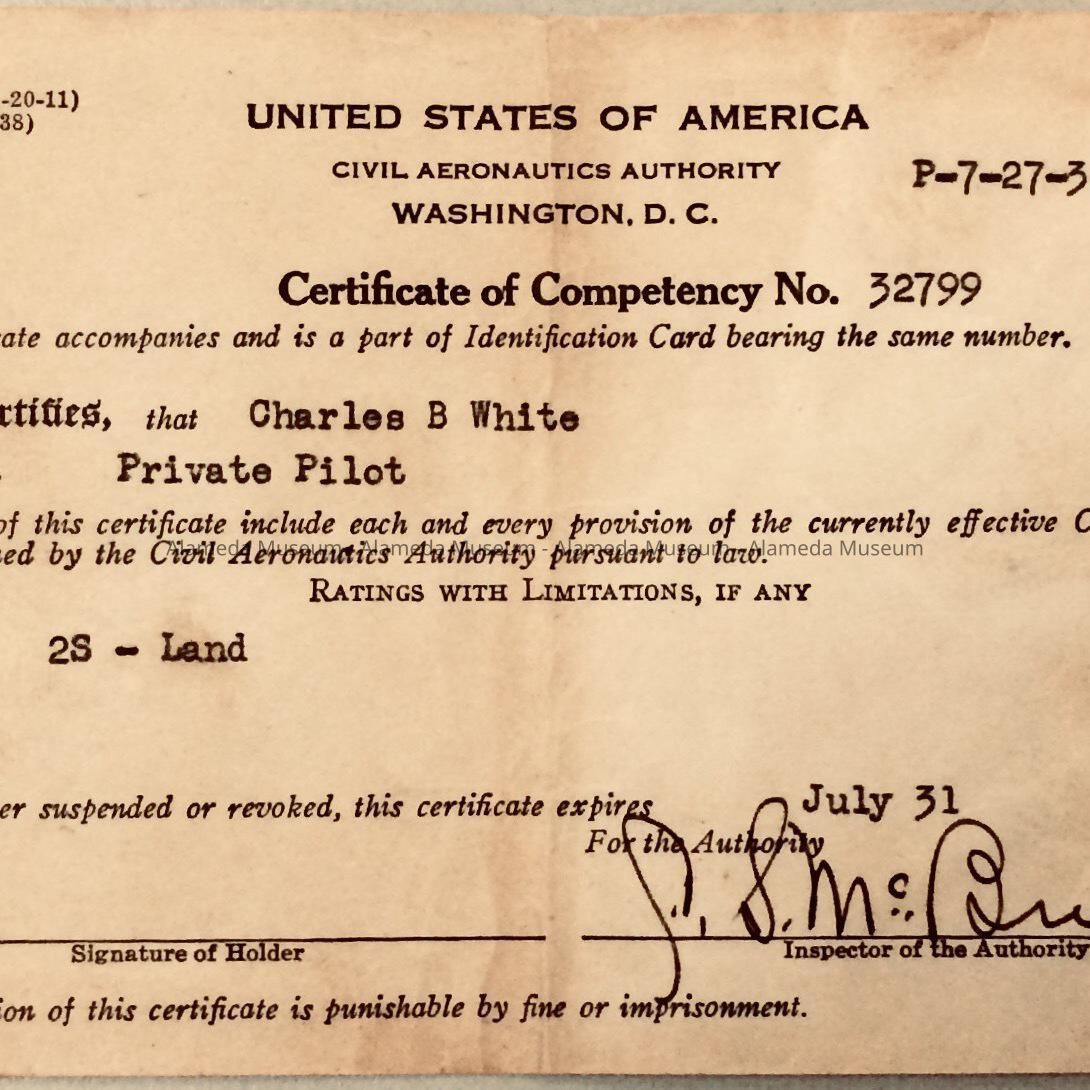 -20-11)
38)
UNITED STATES OF AMERICA
CIVIL AERONAUTICS AUTHORITY
P-7-27-3
WASHINGTON, D. C.
Certificate of Competency No. 32799
ate accompanies and is a part of Identification Card bearing the same number.
rtifies, that Charles B White
Private Pilot
of this certificate include each and every provision of the currently effective C
ed by the Civil Aeronautics Authority pursuant to law.
Alameda Museum - Alameda Museum - Alameda Museum - Alameda Museum
RATINGS WITH LIMITATIONS, IF ANY
2S - Land
er suspended or revoked, this certificate expires July 31
For the Authority
Signature of Holder
Inspector of the Authority
ion of this certificate is punishable by fine or imprisonment.